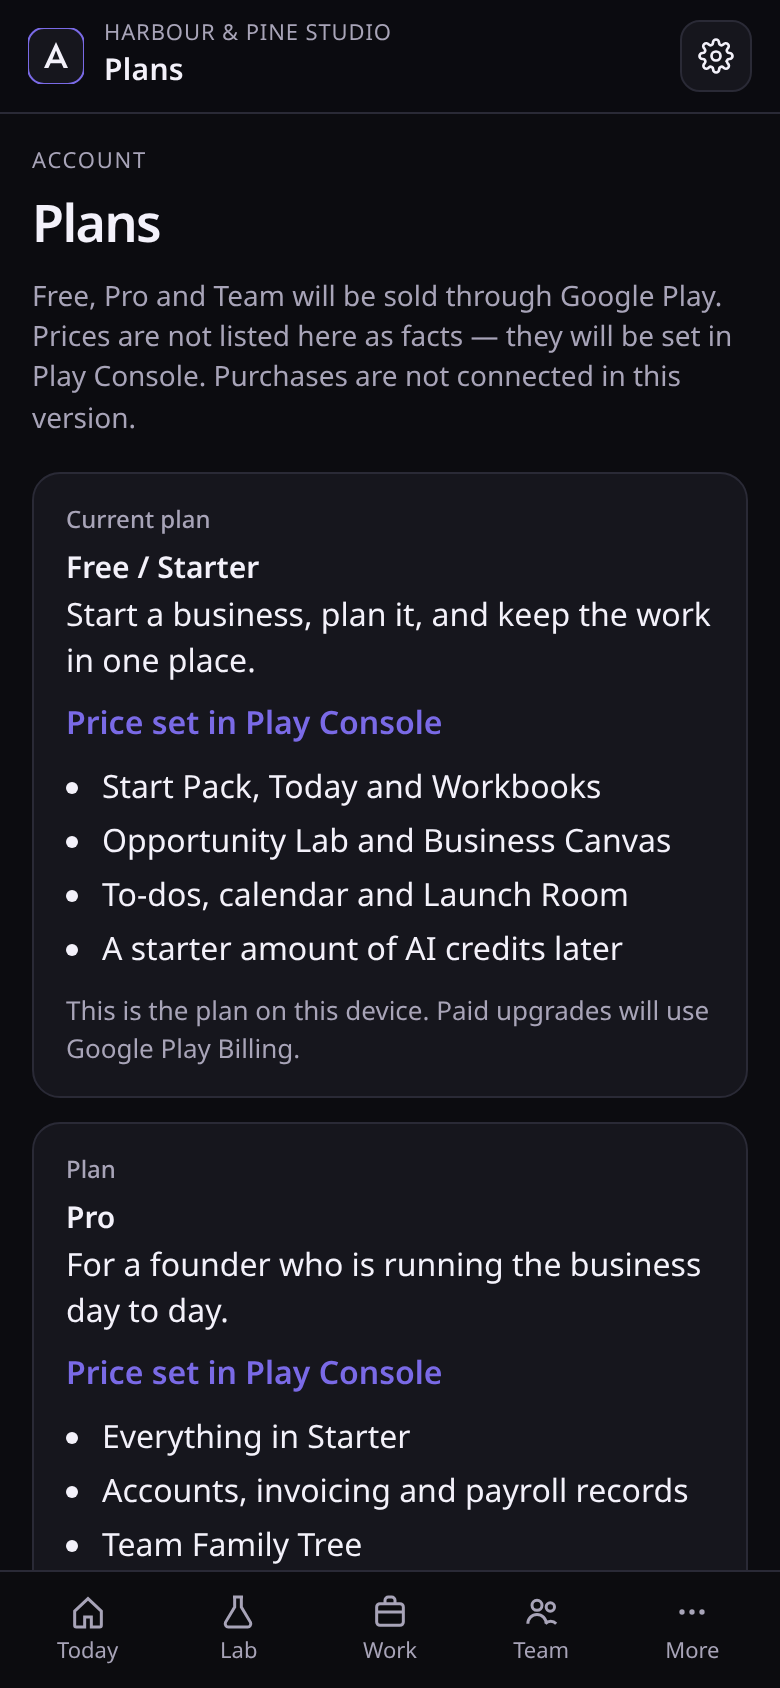 A
HARBOUR & PINE STUDIO
Plans
ACCOUNT
Plans
Free, Pro and Team will be sold through Google Play.
Prices are not listed here as facts — they will be set in
Play Console. Purchases are not connected in this
version.
Current plan
Free / Starter
Start a business, plan it, and keep the work
in one place.
Price set in Play Console
• Start Pack, Today and Workbooks
• Opportunity Lab and Business Canvas
• To-dos, calendar and Launch Room
• A starter amount of AI credits later
This is the plan on this device. Paid upgrades will use
Google Play Billing.
Plan
Pro
For a founder who is running the business
day to day.
Price set in Play Console
• Everything in Starter
• Accounts, invoicing and payroll records
• Team Family Tree
Today Lab Work Team More